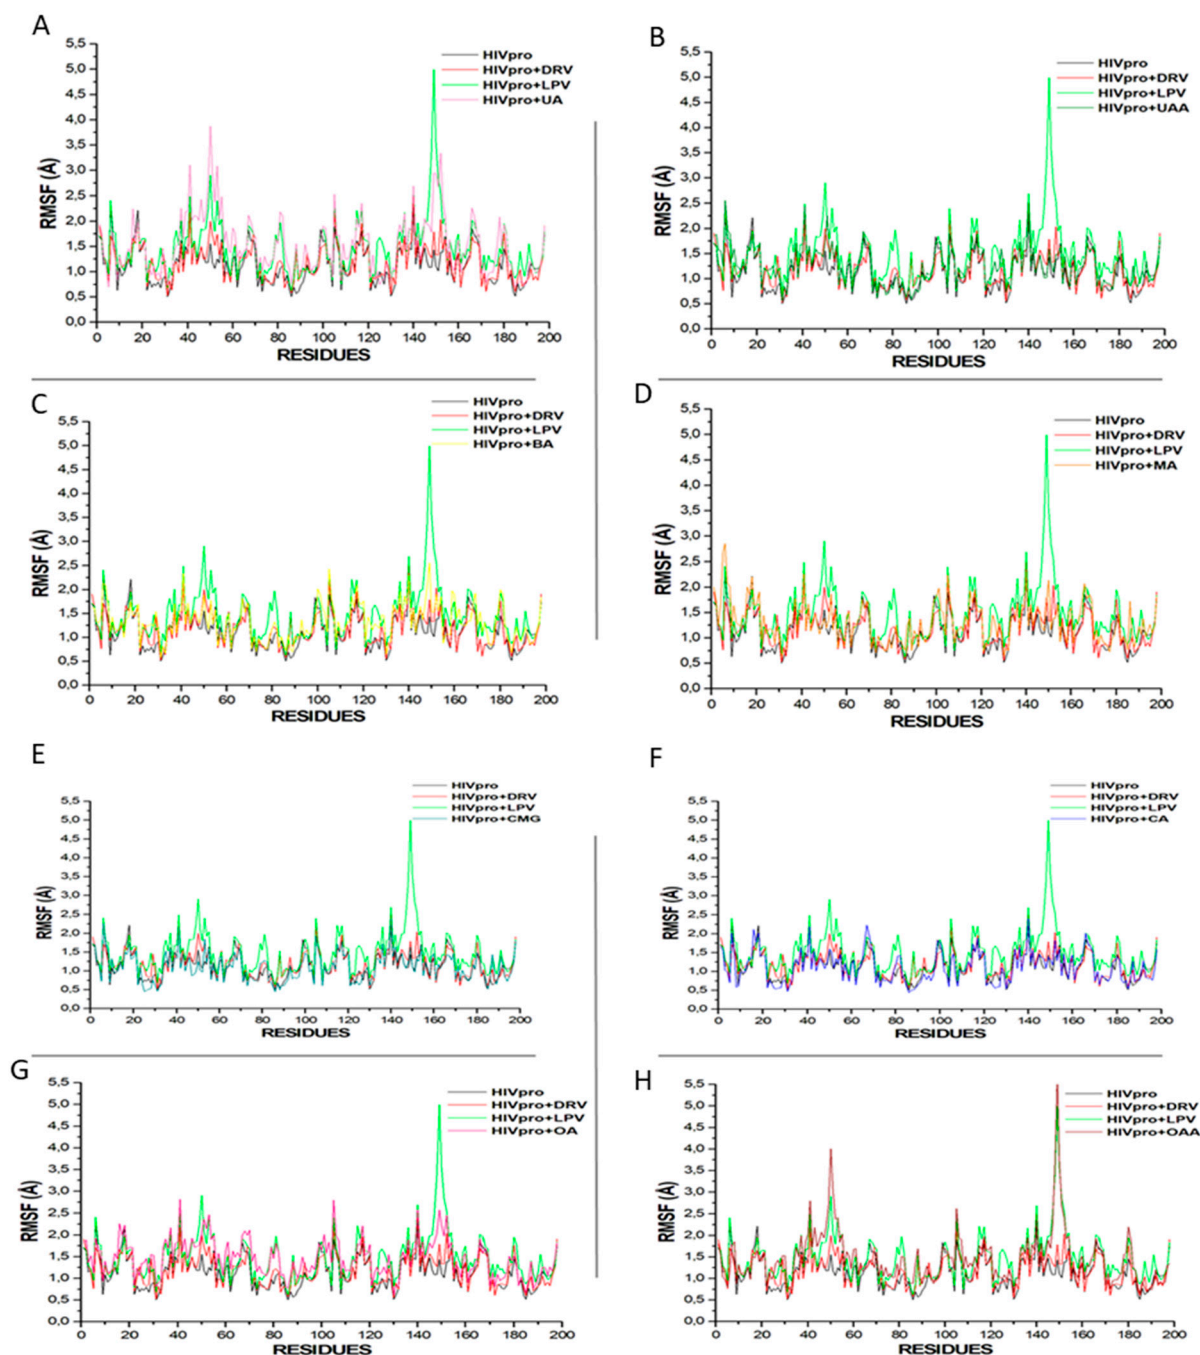 A
HIVpro
HIVpro+DRV
HIVpro+LPV
HIVpro+UA
RMSF (Å)
5,5
5,0
4,5
4,0
3,5
3,0
2,5
2,0
1,5
1,0
0,5
0,0
0 20 40 60 80 100 120 140 160 180 200
RESIDUES
B
HIVpro
HIVpro+DRV
HIVpro+LPV
HIVpro+UAA
RMSF (Å)
5,5
5,0
4,5
4,0
3,5
3,0
2,5
2,0
1,5
1,0
0,5
0,0
0 20 40 60 80 100 120 140 160 180 200
RESIDUES
C
HIVpro
HIVpro+DRV
HIVpro+LPV
HIVpro+BA
RMSF (Å)
5,5
5,0
4,5
4,0
3,5
3,0
2,5
2,0
1,5
1,0
0,5
0,0
0 20 40 60 80 100 120 140 160 180 200
RESIDUES
D
HIVpro
HIVpro+DRV
HIVpro+LPV
HIVpro+MA
RMSF (Å)
5,5
5,0
4,5
4,0
3,5
3,0
2,5
2,0
1,5
1,0
0,5
0,0
0 20 40 60 80 100 120 140 160 180 200
RESIDUES
E
HIVpro
HIVpro+DRV
HIVpro+LPV
HIVpro+CMG
RMSF (Å)
5,5
5,0
4,5
4,0
3,5
3,0
2,5
2,0
1,5
1,0
0,5
0,0
0 20 40 60 80 100 120 140 160 180 200
RESIDUES
F
HIVpro
HIVpro+DRV
HIVpro+LPV
HIVpro+CA
RMSF (Å)
5,5
5,0
4,5
4,0
3,5
3,0
2,5
2,0
1,5
1,0
0,5
0,0
0 20 40 60 80 100 120 140 160 180 200
RESIDUES
G
HIVpro
HIVpro+DRV
HIVpro+LPV
HIVpro+OA
RMSF (Å)
5,5
5,0
4,5
4,0
3,5
3,0
2,5
2,0
1,5
1,0
0,5
0,0
0 20 40 60 80 100 120 140 160 180 200
RESIDUES
H
HIVpro
HIVpro+DRV
HIVpro+LPV
HIVpro+OAA
RMSF (Å)
5,5
5,0
4,5
4,0
3,5
3,0
2,5
2,0
1,5
1,0
0,5
0,0
0 20 40 60 80 100 120 140 160 180 200
RESIDUES